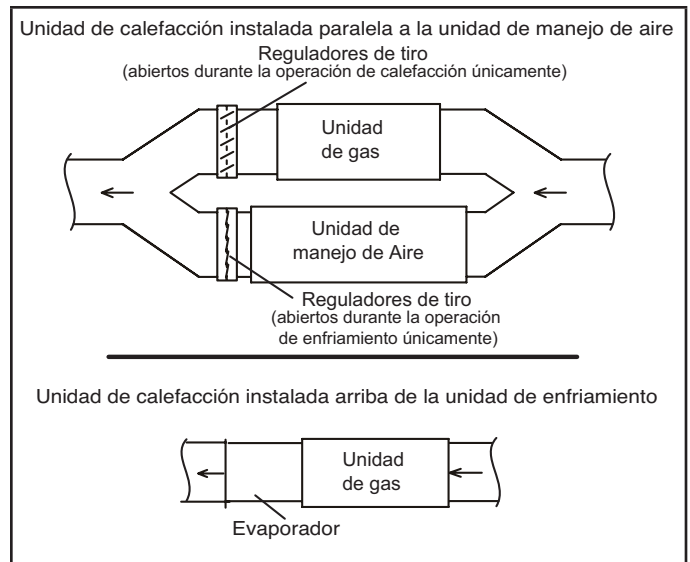 Unidad de calefacción instalada paralela a la unidad de manejo de aire
Reguladores de tiro
(abiertos durante la operación de calefacción únicamente)
Unidad
de gas
Unidad de
manejo de Aire
Reguladores de tiro
(abiertos durante la operación
de enfriamiento únicamente)
Unidad de calefacción instalada arriba de la unidad de enfriamiento
Unidad
de gas
Evaporador